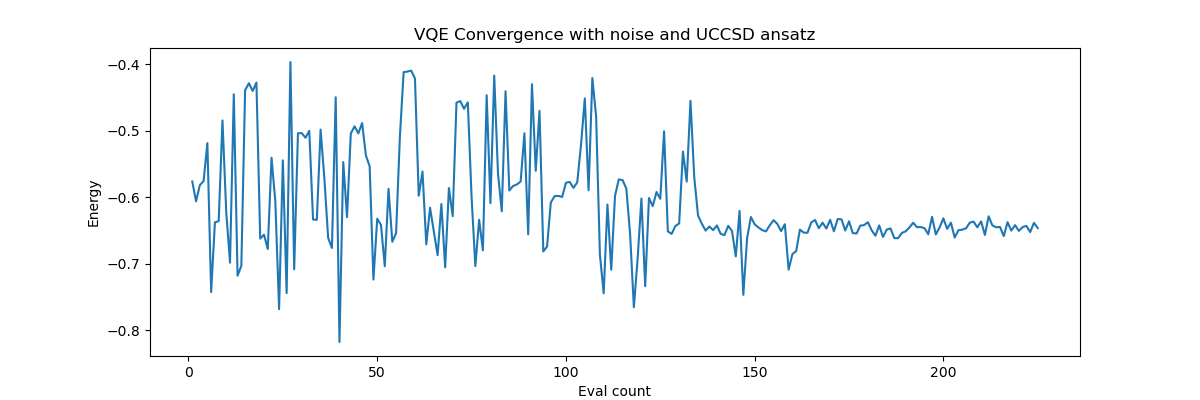 VQE Convergence with noise and UCCSD ansatz
−0.4
−0.5
−0.6
−0.7
−0.8
Energy
0 50 100 150 200
Eval count